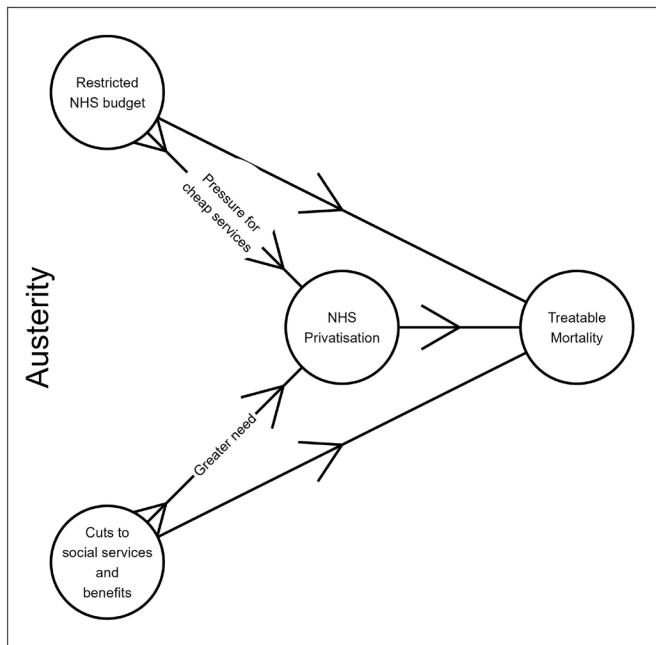 Restricted
NHS budget
Pressure for
cheap services
Austerity
NHS
Privatisation
Treatable
Mortality
Greater need
Cuts to
social services
and
benefits